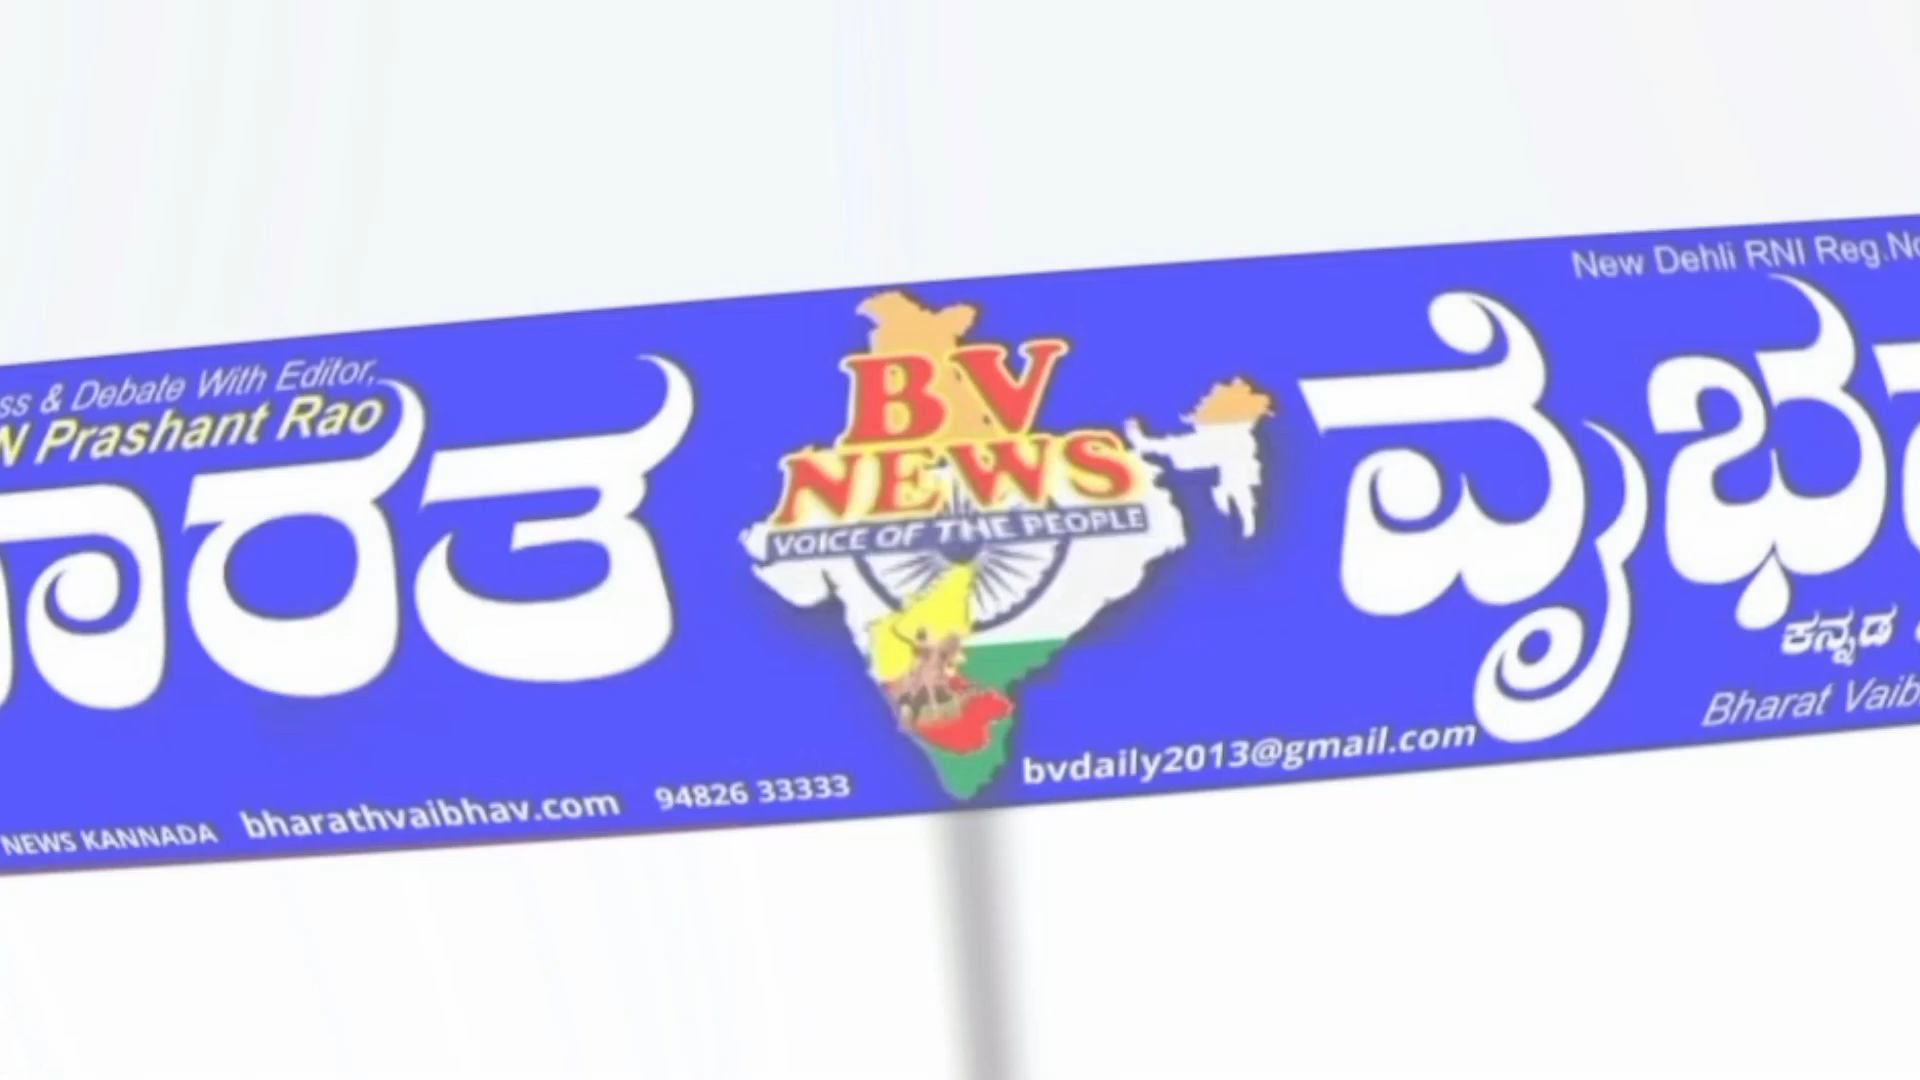 & Debate With Editor,
N Prashant Rao
ಭಾರತ
BV
NEWS
VOICE OF THE PEOPLE
New Dehli RNI Reg.No
ವೈಭ
ಕನ್ನಡ
Bharat Vaib
NEWS KANNADA bharathvaibhav.com 94826 33333
bvdaily2013@gmail.com